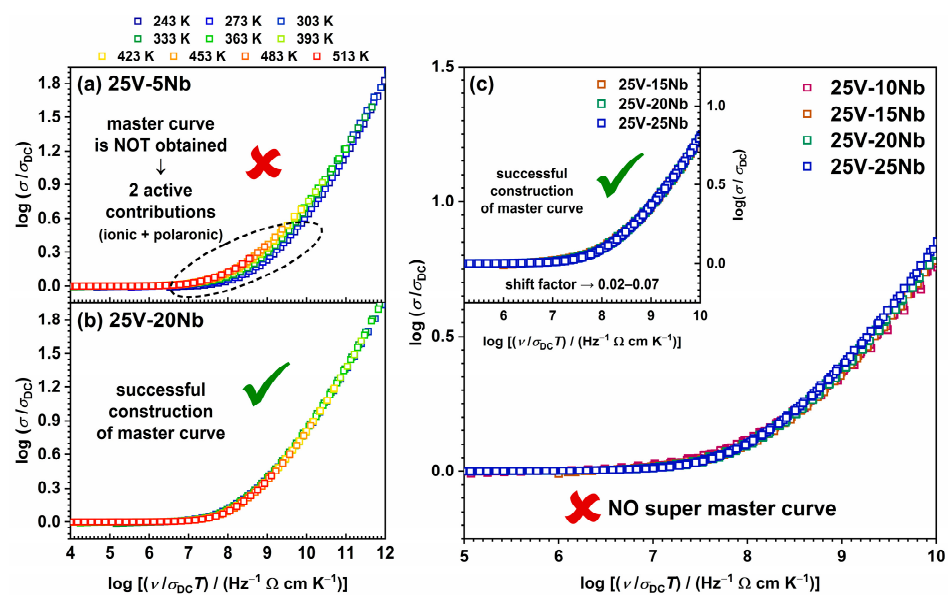 243 K 273 K 303 K
333 K 363 K 393 K
423 K 453 K 483 K 513 K
(a) 25V-5Nb
master curve
is NOT obtained
↓
2 active
contributions
(ionic + polaronic)
log (σ/σDC)
1.8
1.5
1.2
0.9
0.6
0.3
0.0
(b) 25V-20Nb
successful
construction
of master curve
log (σ/σDC)
1.8
1.5
1.2
0.9
0.6
0.3
0.0
4 5 6 7 8 9 10 11 12
log [(ν/σDCT) / (Hz⁻¹ Ω cm K⁻¹)]
(c)
25V-15Nb
25V-20Nb
25V-25Nb
successful
construction
of master curve
shift factor → 0.02–0.07
6 7 8 9 10
log [(ν/σDCT) / (Hz⁻¹ Ω cm K⁻¹)]
1.0
0.5
0.0
log(σ/σDC)
25V-10Nb
25V-15Nb
25V-20Nb
25V-25Nb
NO super master curve
log (σ/σDC)
1.5
1.0
0.5
0.0
5 6 7 8 9 10
log [(ν/σDCT) / (Hz⁻¹ Ω cm K⁻¹)]